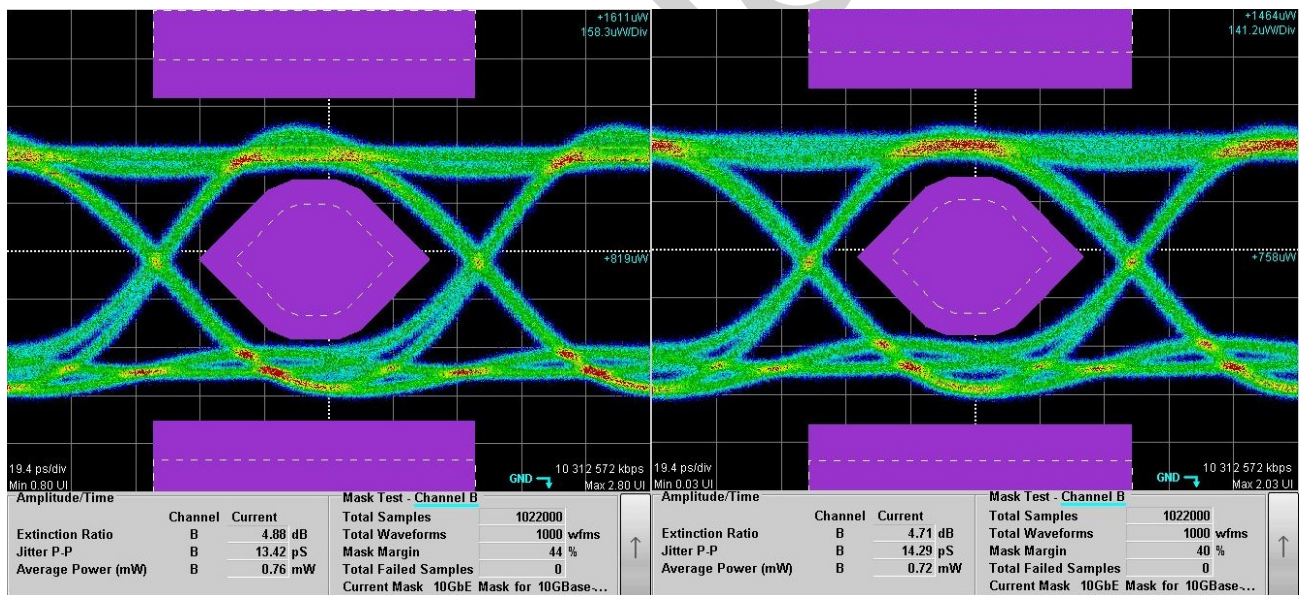 +1611uW
158.3uW/Div
+819uW
19.4 ps/div
Min 0.80 UI
GND
10 312 572 kbps
Max 2.80 UI
Amplitude/Time
Channel Current
Extinction Ratio B 4.88 dB
Jitter P-P B 13.42 pS
Average Power (mW) B 0.76 mW
Mask Test - Channel B
Total Samples 1022000
Total Waveforms 1000 wfms
Mask Margin 44 %
Total Failed Samples 0
Current Mask 10GbE Mask for 10GBase-...
+1464uW
141.2uW/Div
+758uW
19.4 ps/div
Min 0.03 UI
GND
10 312 572 kbps
Max 2.03 UI
Amplitude/Time
Channel Current
Extinction Ratio B 4.71 dB
Jitter P-P B 14.29 pS
Average Power (mW) B 0.72 mW
Mask Test - Channel B
Total Samples 1022000
Total Waveforms 1000 wfms
Mask Margin 40 %
Total Failed Samples 0
Current Mask 10GbE Mask for 10GBase-...